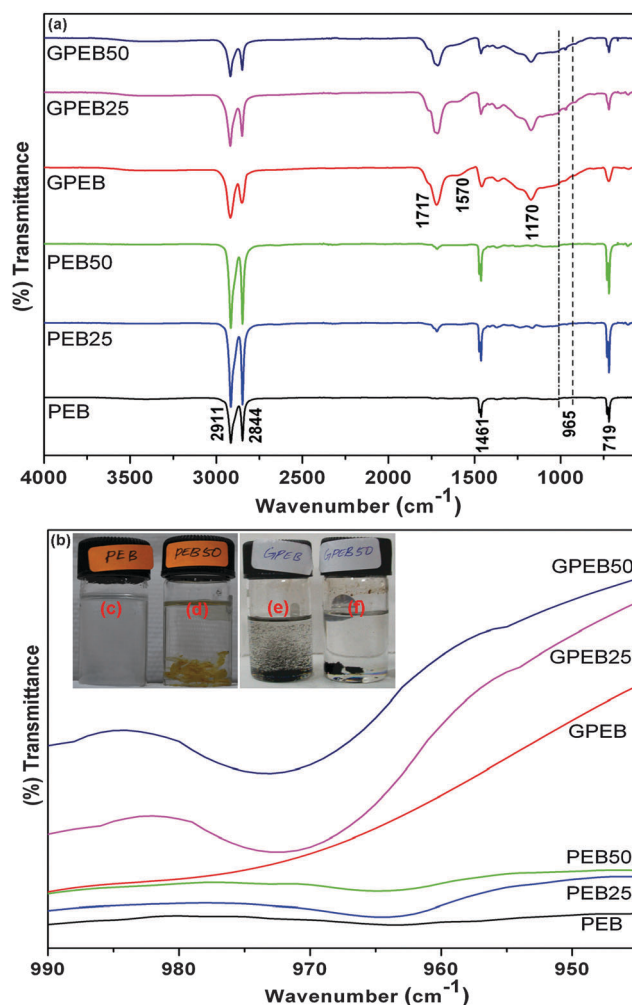 (a)
GPEB50
GPEB25
GPEB
1717
1570
1170
PEB50
PEB25
PEB
2911
2844
1461
965
719
(%) Transmittance
4000 3500 3000 2500 2000 1500 1000
Wavenumber (cm-1)
(b)
PEB
PEB50
GPEB
GPEB50
(c)
(d)
(e)
(f)
GPEB50
GPEB25
GPEB
PEB50
PEB25
PEB
(%) Transmittance
990 980 970 960 950
Wavenumber (cm-1)